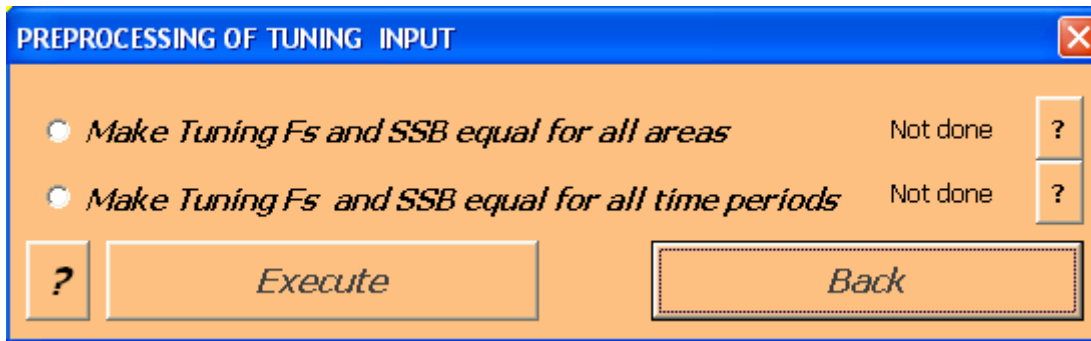 PREPROCESSING OF TUNING INPUT
Make Tuning Fs and SSB equal for all areas Not done ?
Make Tuning Fs and SSB equal for all time periods Not done ?
? Execute Back